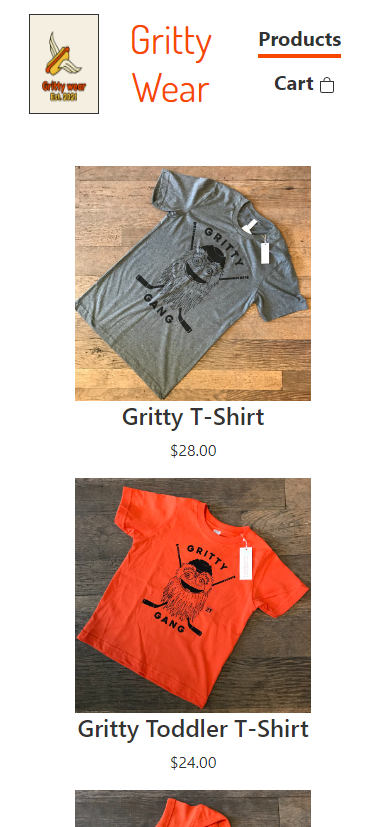 Gritty wear
Est. 2021
Gritty
Wear
Products
Cart
GRITTY
GANG
Gritty T-Shirt
$28.00
GRITTY
GANG
Gritty Toddler T-Shirt
$24.00